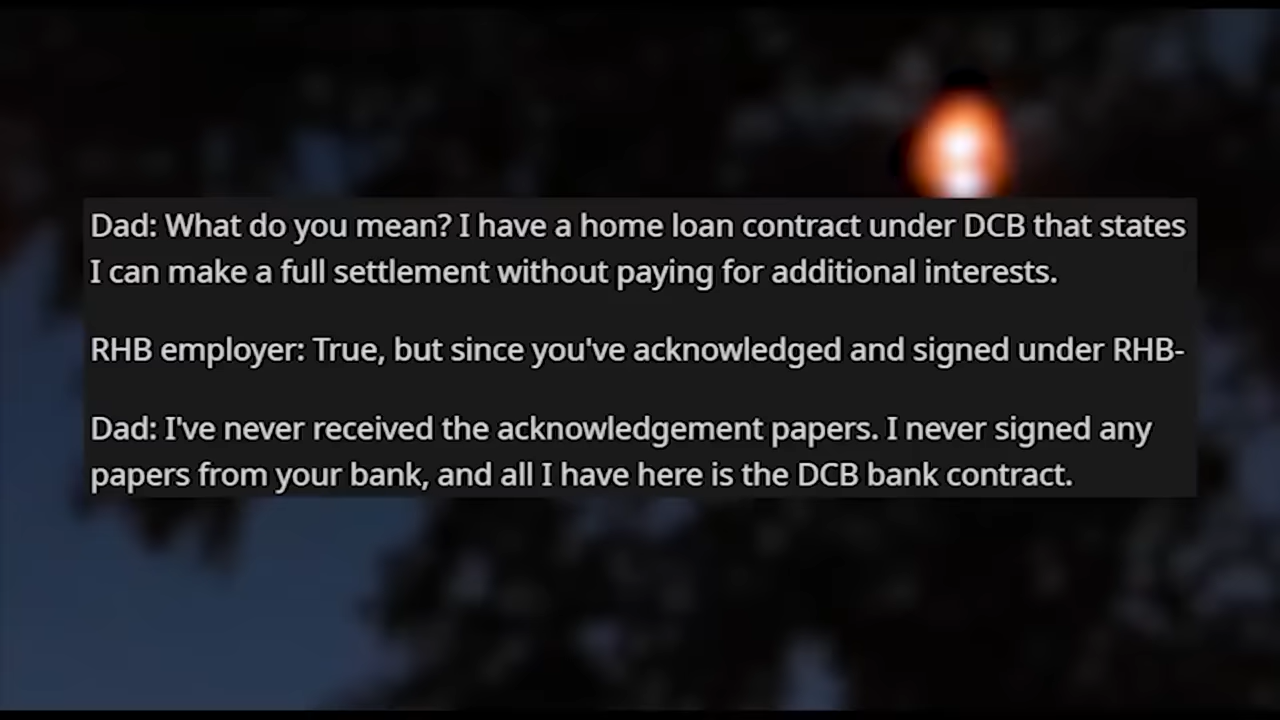 Dad: What do you mean? I have a home loan contract under DCB that states
I can make a full settlement without paying for additional interests.
RHB employer: True, but since you've acknowledged and signed under RHB-
Dad: I've never received the acknowledgement papers. I never signed any
papers from your bank, and all I have here is the DCB bank contract.